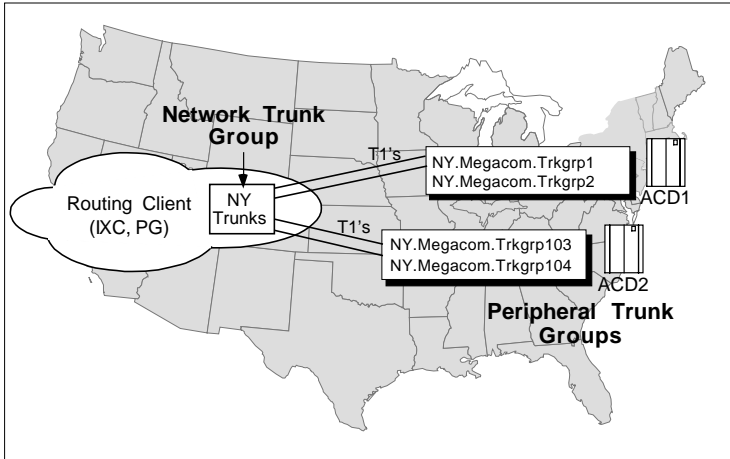 Network Trunk
Group
T1's
NY.Megacom.Trkgrp1
NY.Megacom.Trkgrp2
ACD1
Routing Client
(IXC, PG)
NY
Trunks
T1's
NY.Megacom.Trkgrp103
NY.Megacom.Trkgrp104
ACD2
Peripheral Trunk
Groups